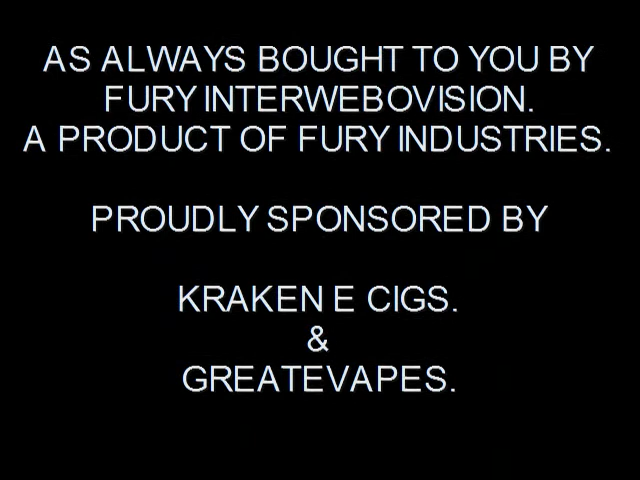 AS ALWAYS BOUGHT TO YOU BY
FURY INTERWEBOVISION.
A PRODUCT OF FURY INDUSTRIES.
PROUDLY SPONSORED BY
KRAKEN E CIGS.
&
GREATEVAPES.